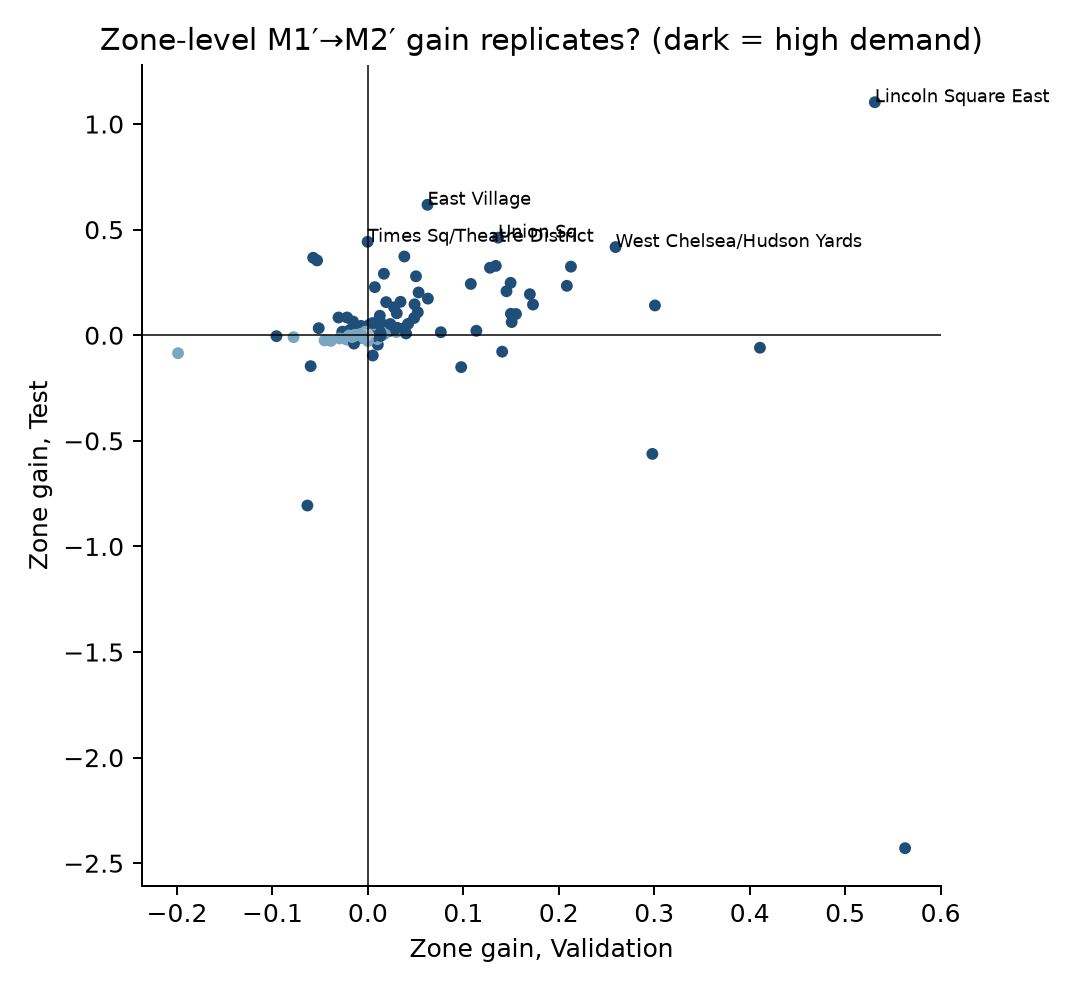 Zone-level M1′→M2′ gain replicates? (dark = high demand)
Lincoln Square East
East Village
Union Sq
Times Sq/Theatre District
West Chelsea/Hudson Yards
1.0
0.5
0.0
−0.5
−1.0
−1.5
−2.0
−2.5
Zone gain, Test
−0.2 −0.1 0.0 0.1 0.2 0.3 0.4 0.5 0.6
Zone gain, Validation